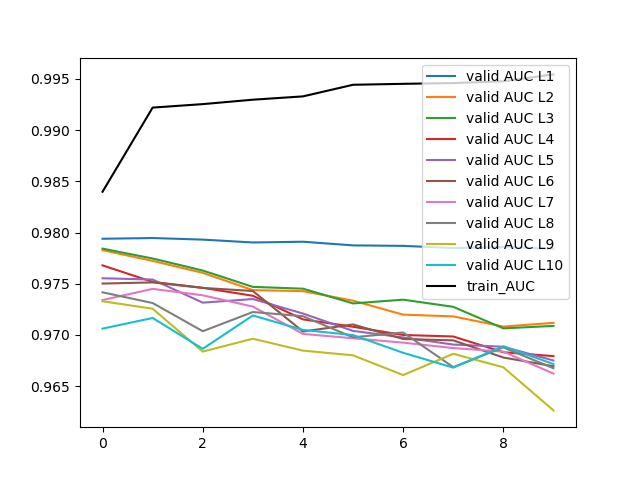 0.995
0.990
0.985
0.980
0.975
0.970
0.965
0
2
4
6
8
valid AUC L1
valid AUC L2
valid AUC L3
valid AUC L4
valid AUC L5
valid AUC L6
valid AUC L7
valid AUC L8
valid AUC L9
valid AUC L10
train_AUC